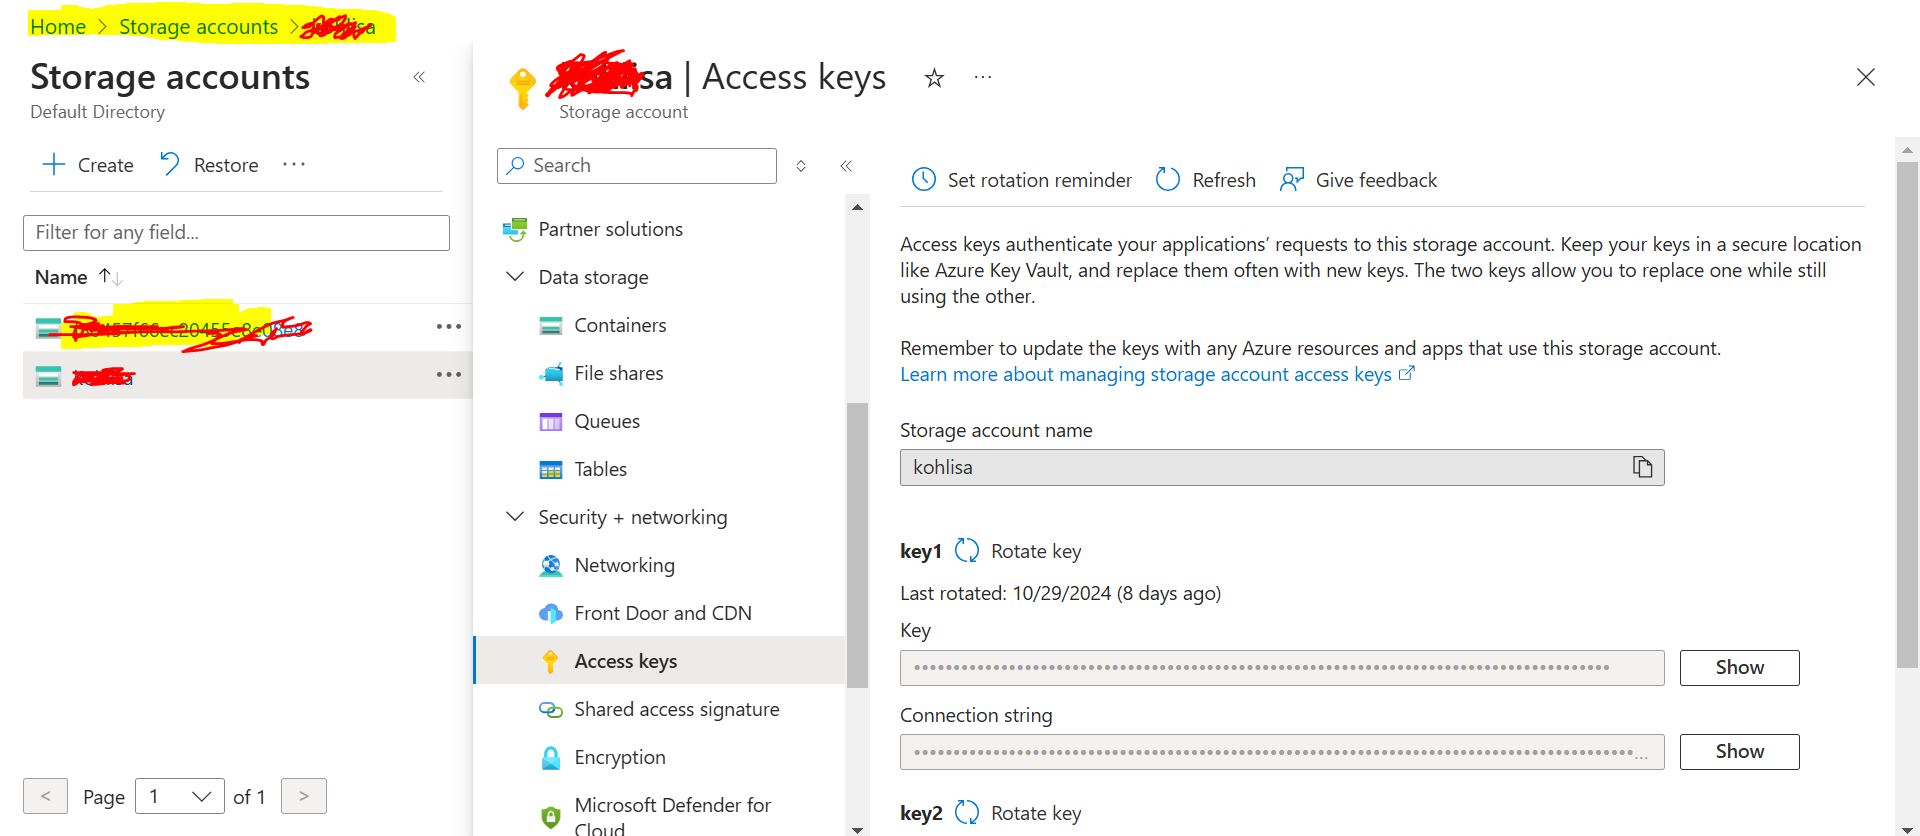 Home > Storage accounts >
Storage accounts
Default Directory
Create Restore ...
Filter for any field...
Name
Page 1 of 1
sa | Access keys
Storage account
Search
Partner solutions
Data storage
Containers
File shares
Queues
Tables
Security + networking
Networking
Front Door and CDN
Access keys
Shared access signature
Encryption
Microsoft Defender for
Cloud
Set rotation reminder Refresh Give feedback
Access keys authenticate your applications’ requests to this storage account. Keep your keys in a secure location
like Azure Key Vault, and replace them often with new keys. The two keys allow you to replace one while still
using the other.
Remember to update the keys with any Azure resources and apps that use this storage account.
Learn more about managing storage account access keys
Storage account name
kohlisa
key1 Rotate key
Last rotated: 10/29/2024 (8 days ago)
Key
Show
Connection string
Show
key2 Rotate key